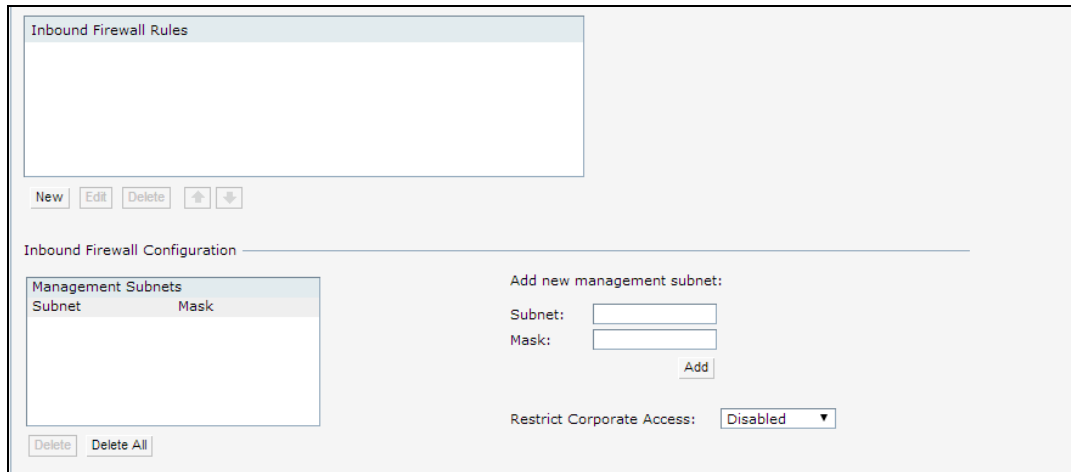 Inbound Firewall Rules
New Edit Delete
Inbound Firewall Configuration
Management Subnets
Subnet Mask
Delete Delete All
Add new management subnet:
Subnet:
Mask:
Add
Restrict Corporate Access: Disabled